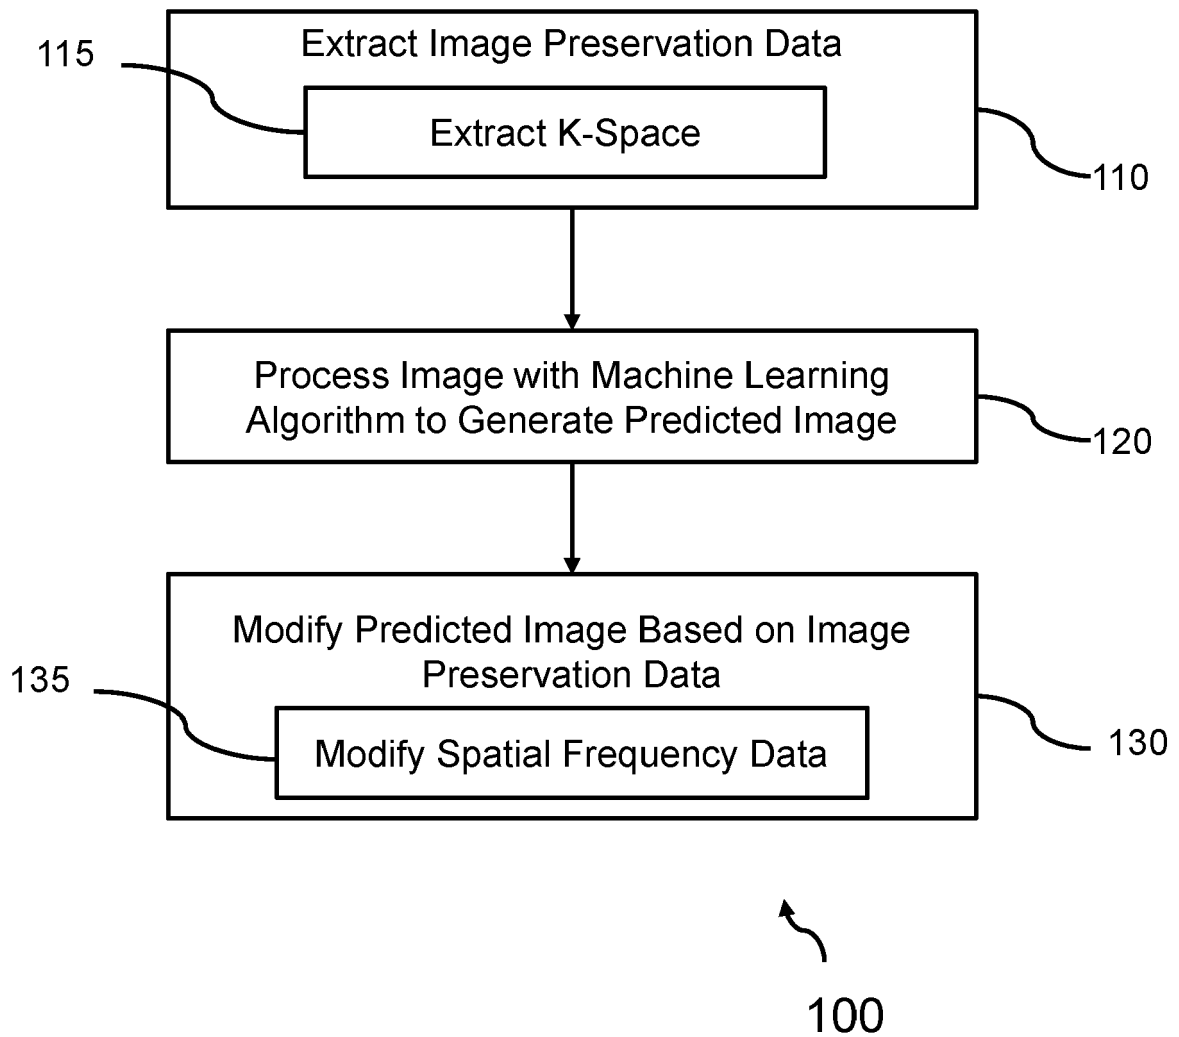 Extract Image Preservation Data
115
Extract K-Space
110
Process Image with Machine Learning
Algorithm to Generate Predicted Image
120
Modify Predicted Image Based on Image
Preservation Data
135
Modify Spatial Frequency Data
130
100